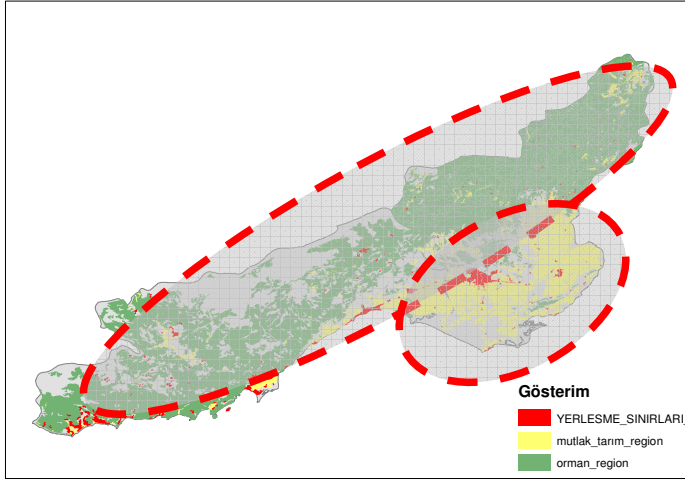 Gösterim
YERLESME_SINIRLARI_
mutlak_tarım_region
orman_region